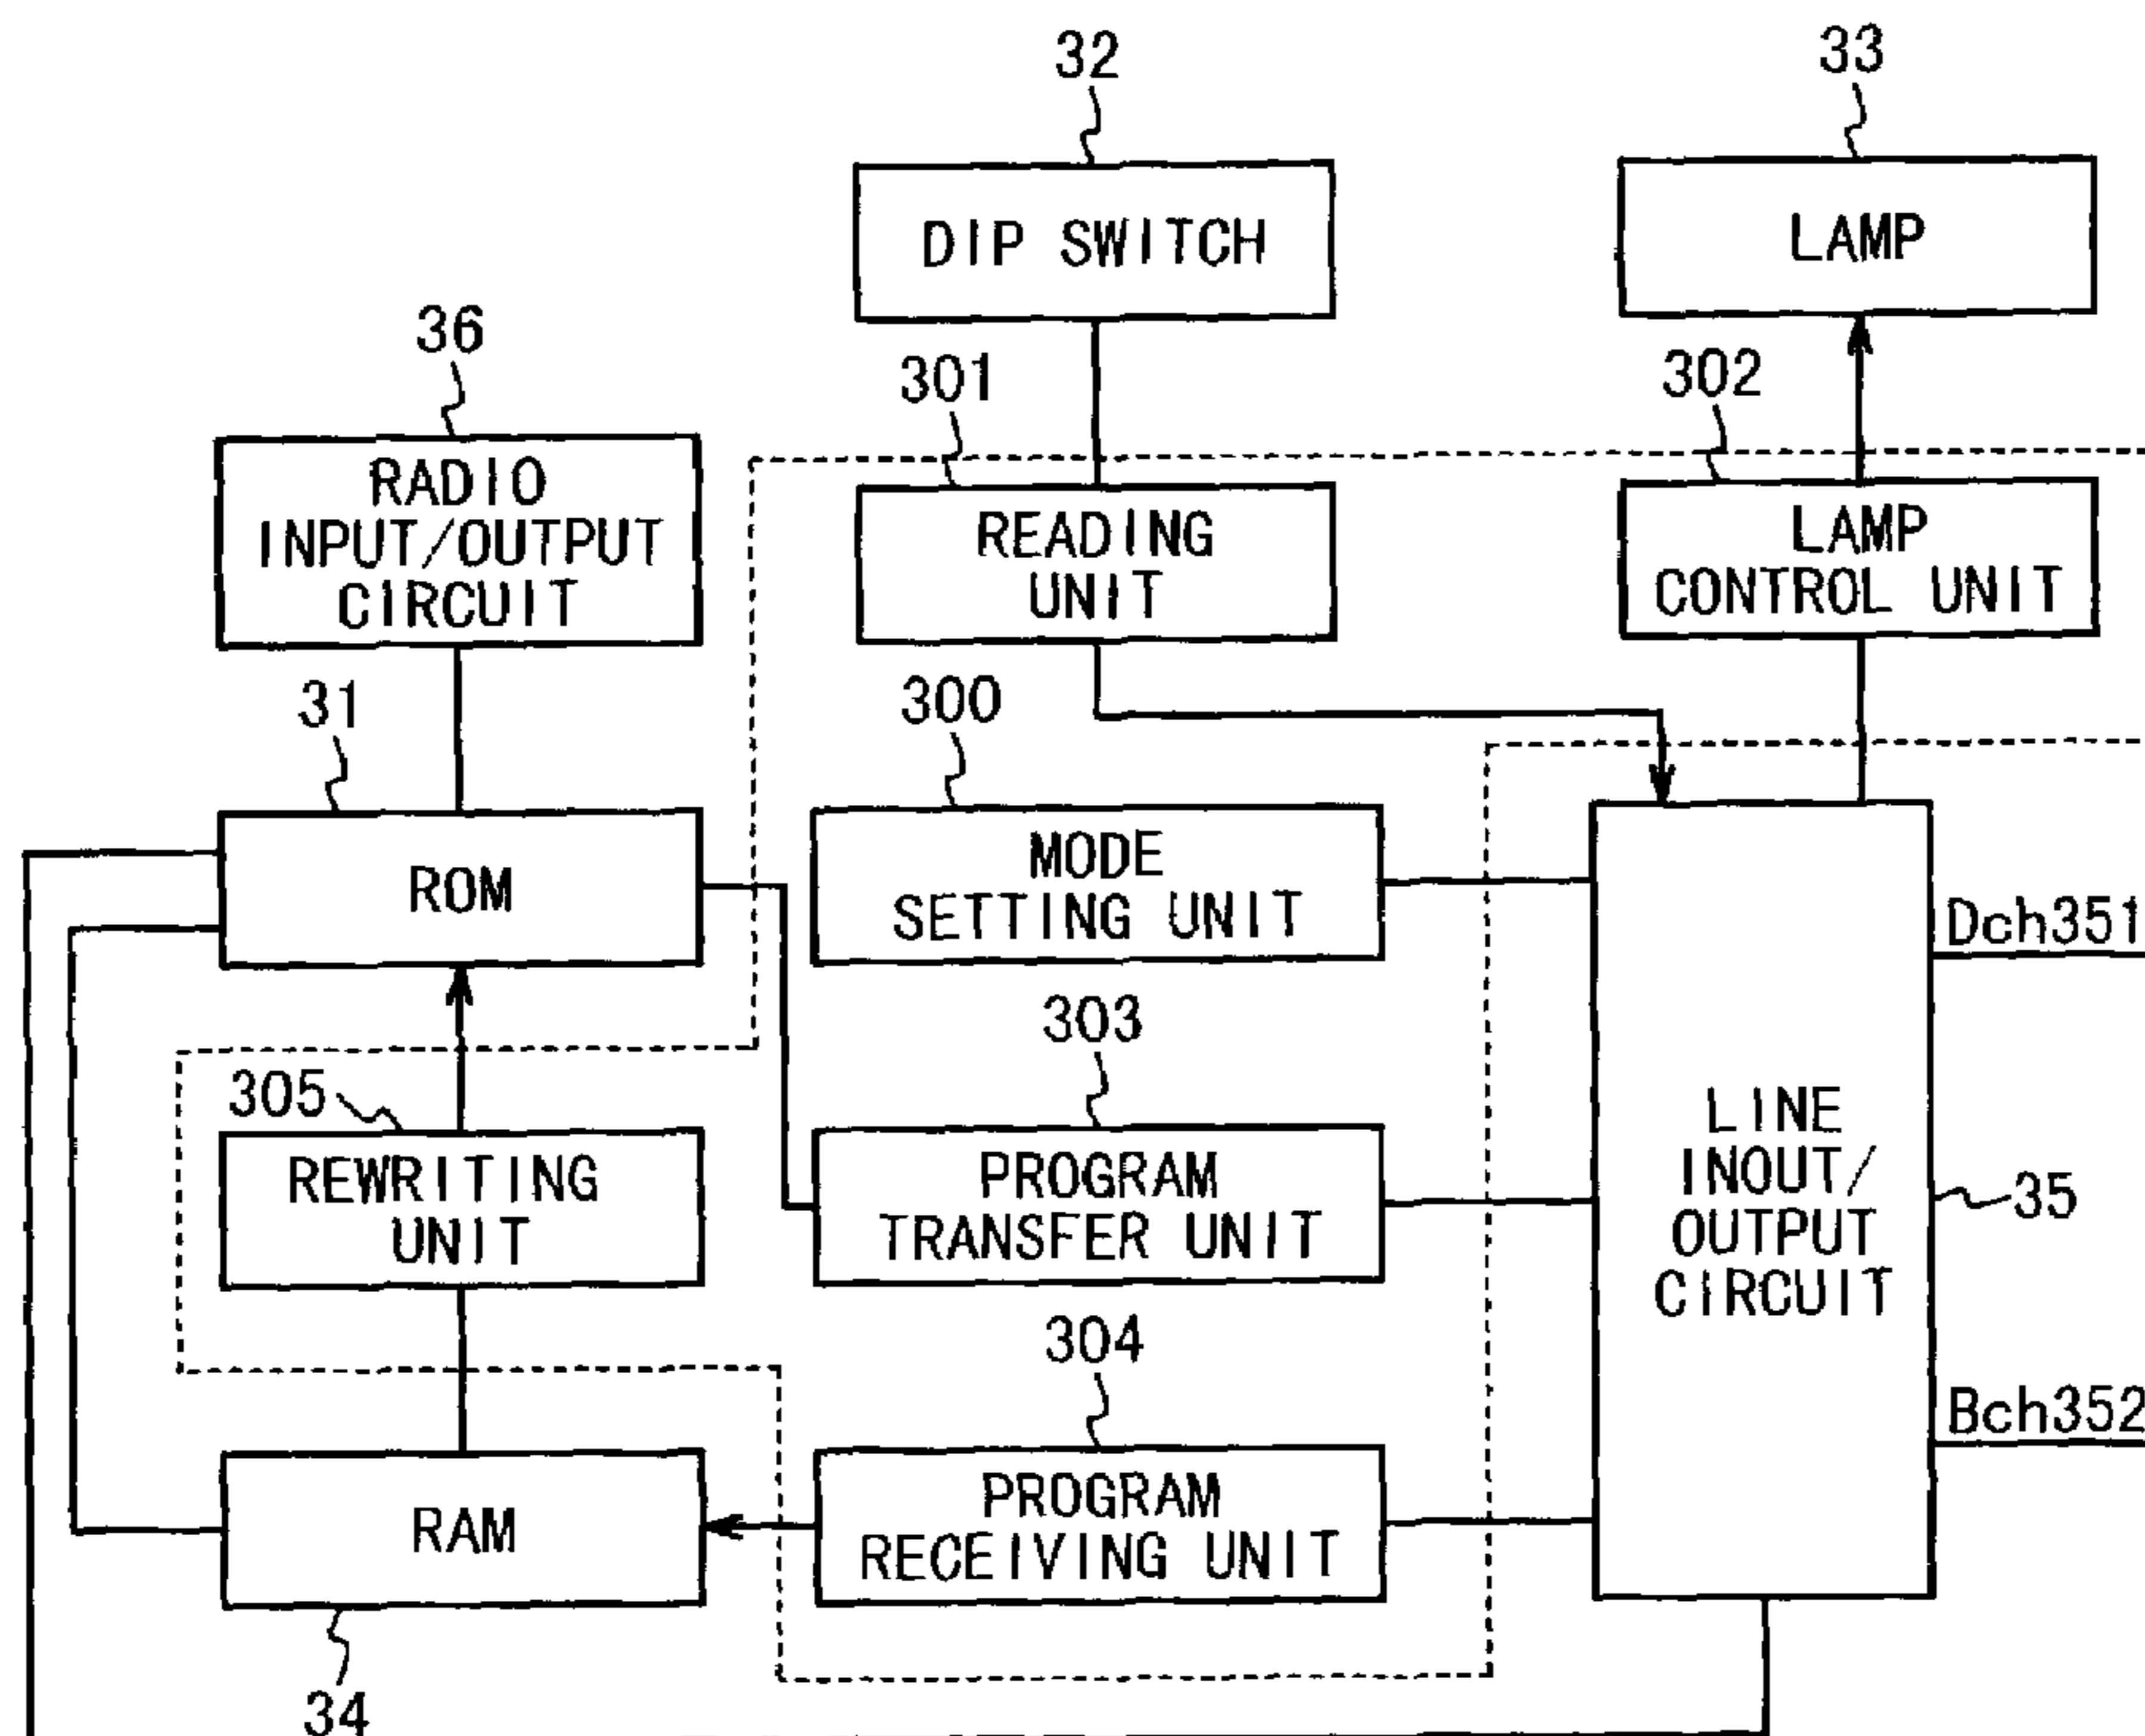 32
33
DIP SWITCH
LAMP
36
301
302
RADIO
INPUT/OUTPUT
CIRCUIT
READING
UNIT
LAMP
CONTROL UNIT
31
300
ROM
MODE
SETTING UNIT
Dch351
303
305
REWRITING
UNIT
PROGRAM
TRANSFER UNIT
LINE
INOUT/
OUTPUT
CIRCUIT
35
304
Bch352
RAM
PROGRAM
RECEIVING UNIT
34